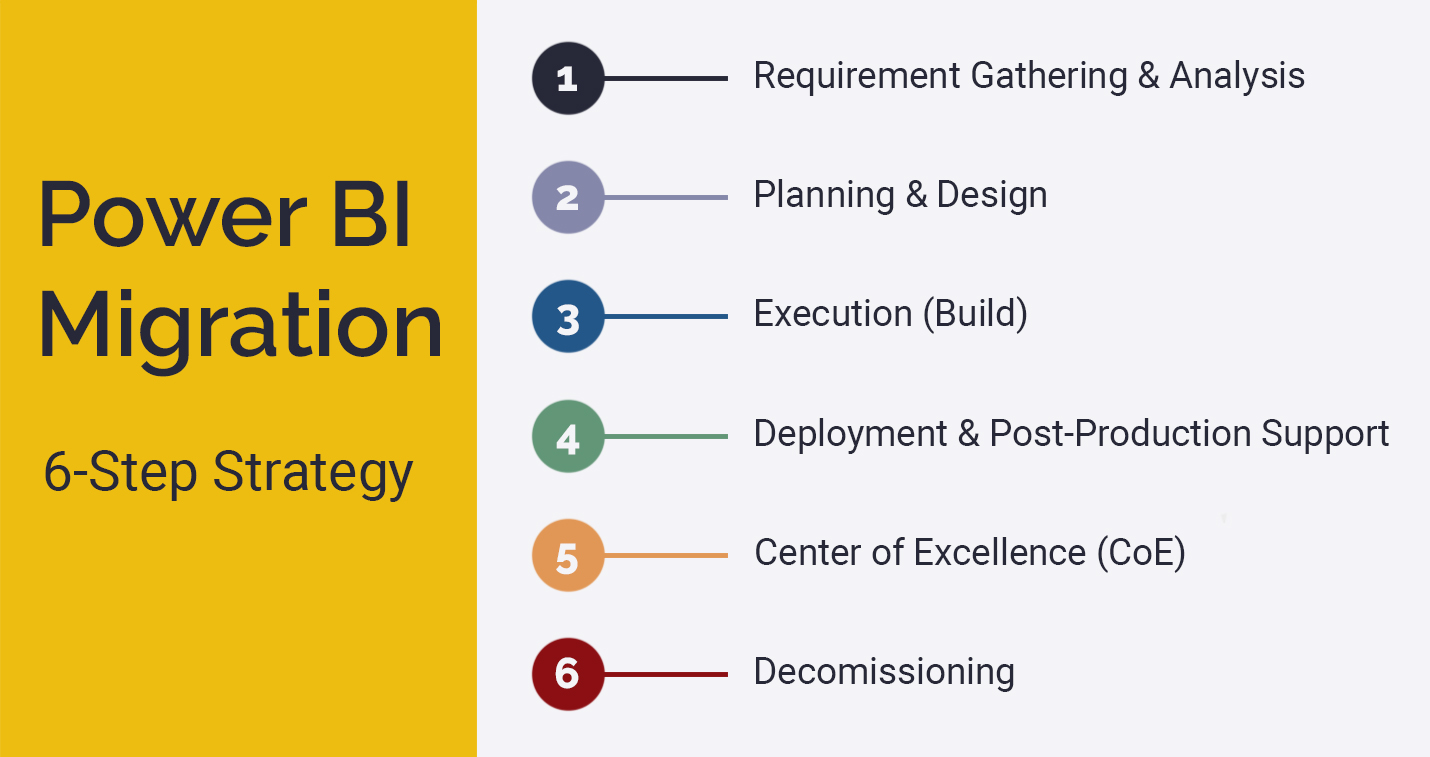 Power BI
Migration
6-Step Strategy
1 Requirement Gathering & Analysis
2 Planning & Design
3 Execution (Build)
4 Deployment & Post-Production Support
5 Center of Excellence (CoE)
6 Decomissioning